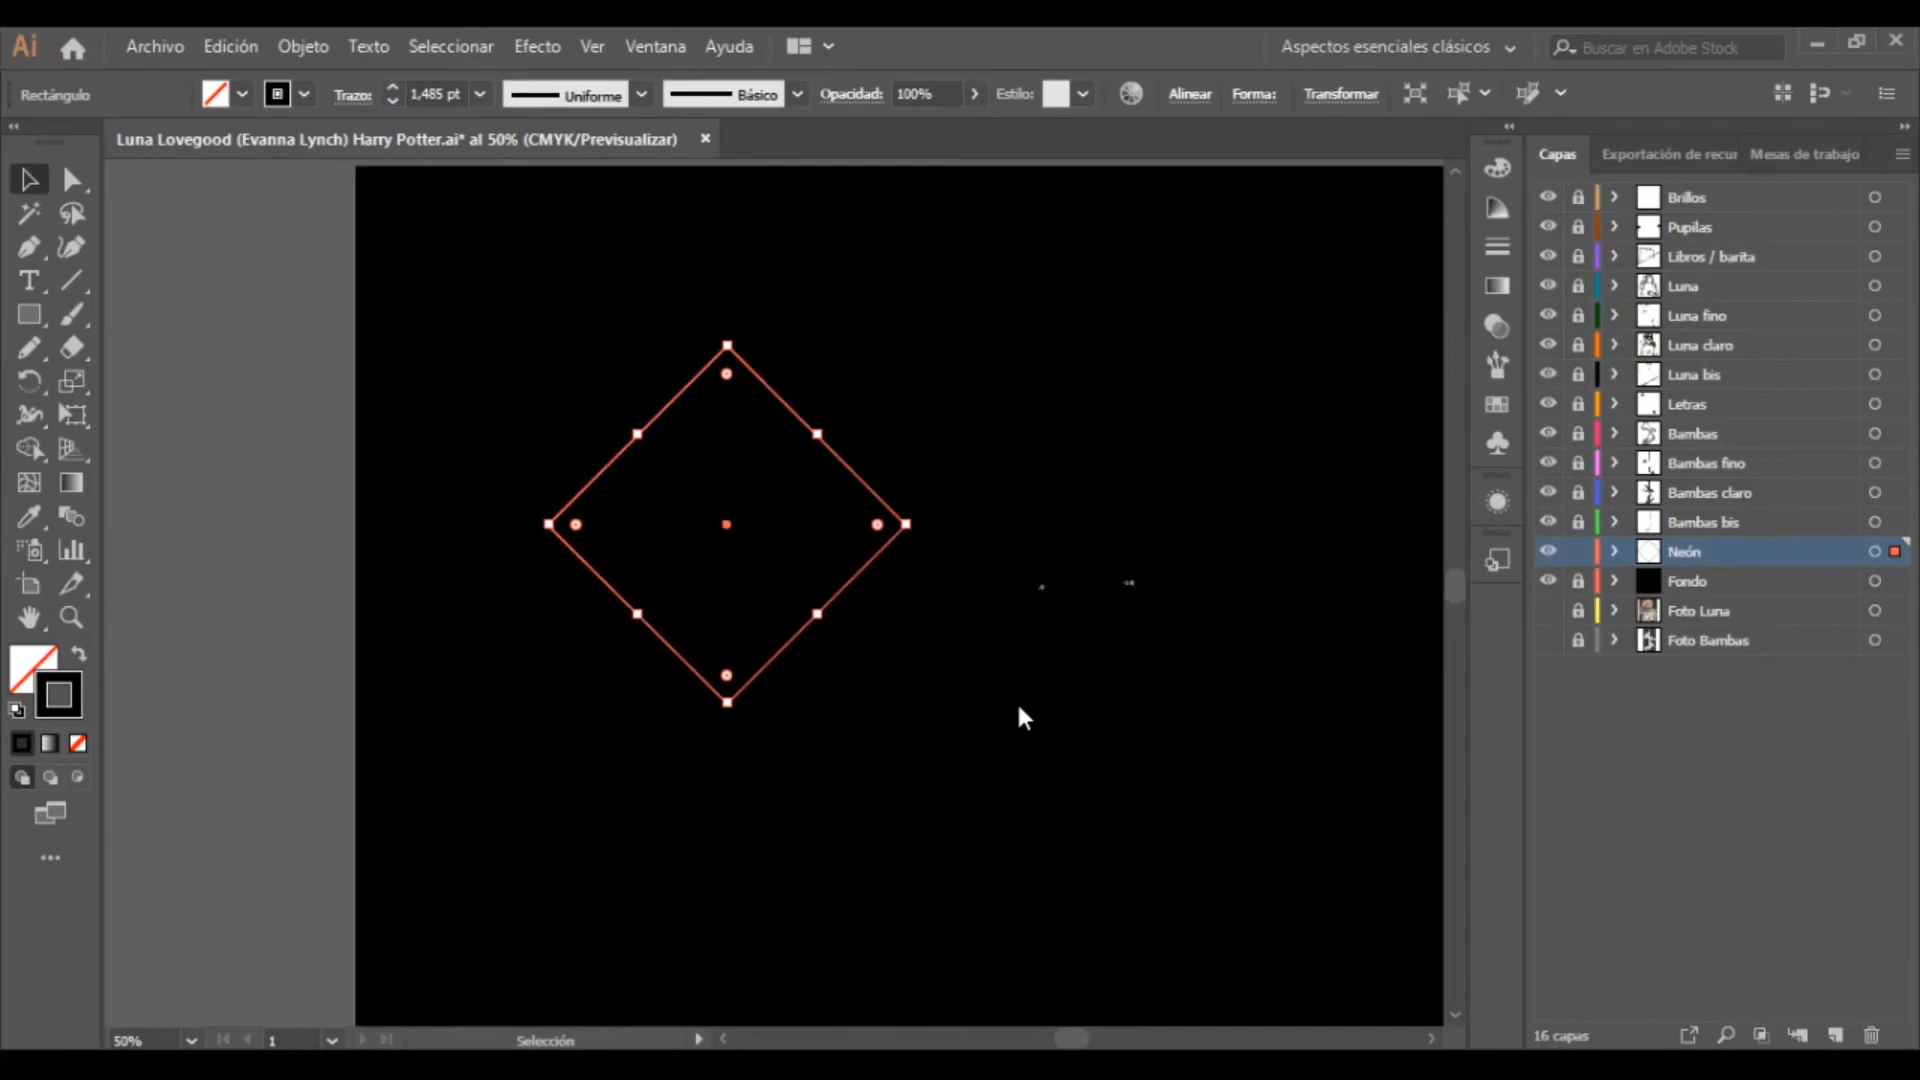 Ai
Archivo Edición Objeto Texto Seleccionar Efecto Ver Ventana Ayuda Aspectos esenciales clásicos Buscar en Adobe Stock
Rectángulo Trazo: 1,485 pt Uniforme Básico Opacidad: 100% Estilo: Alinear Forma: Transformar
Luna Lovegood (Evanna Lynch) Harry Potter.ai* al 50% (CMYK/Previsualizar) ×
Capas Exportación de recur Mesas de trabajo
Brillos
Pupilas
Libros / barita
Luna
Luna fino
Luna claro
Luna bis
Letras
Bambas
Bambas fino
Bambas claro
Bambas bis
Neón
Fondo
Foto Luna
Foto Bambas
50% 1 Selección
16 capas